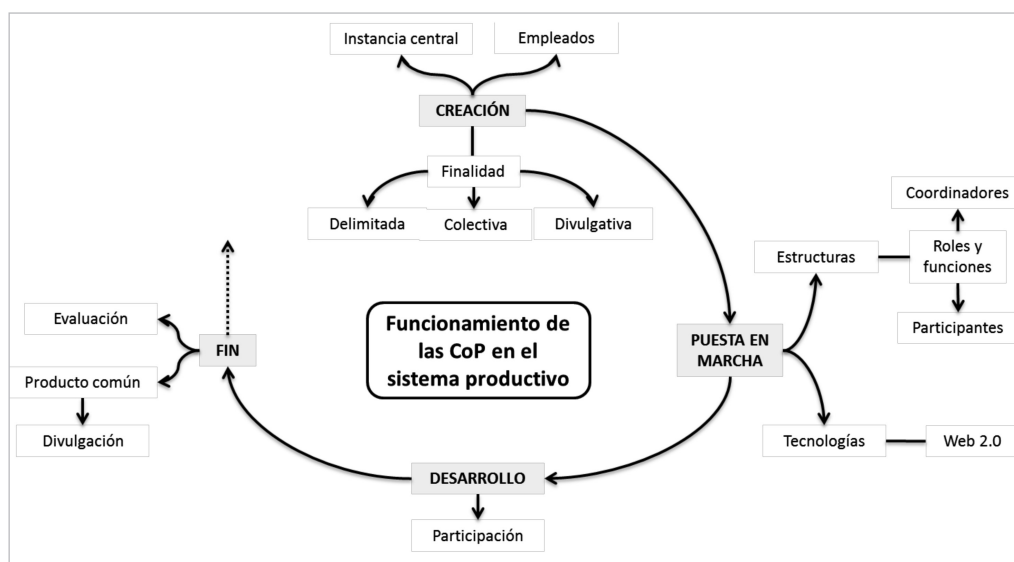 Instancia central
Empleados
CREACIÓN
Finalidad
Delimitada
Colectiva
Divulgativa
Coordinadores
Estructuras
Roles y
funciones
Participantes
PUESTA EN
MARCHA
Tecnologías
Web 2.0
Funcionamiento de
las CoP en el
sistema productivo
Evaluación
FIN
Producto común
Divulgación
DESARROLLO
Participación